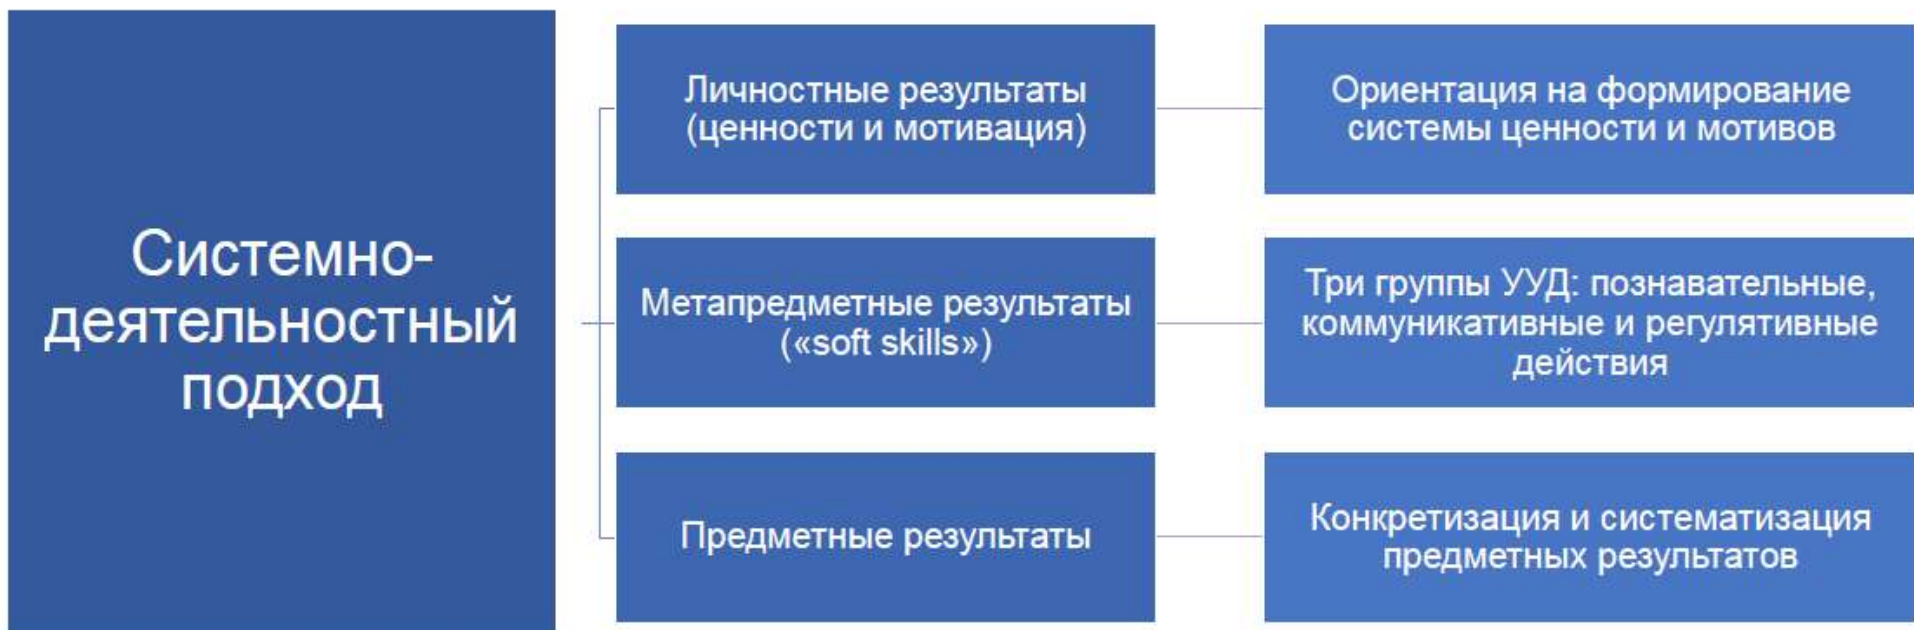 Системно-
деятельностный
подход
Личностные результаты
(ценности и мотивация)
Ориентация на формирование
системы ценности и мотивов
Метапредметные результаты
(«soft skills»)
Три группы УУД: познавательные,
коммуникативные и регулятивные
действия
Предметные результаты
Конкретизация и систематизация
предметных результатов